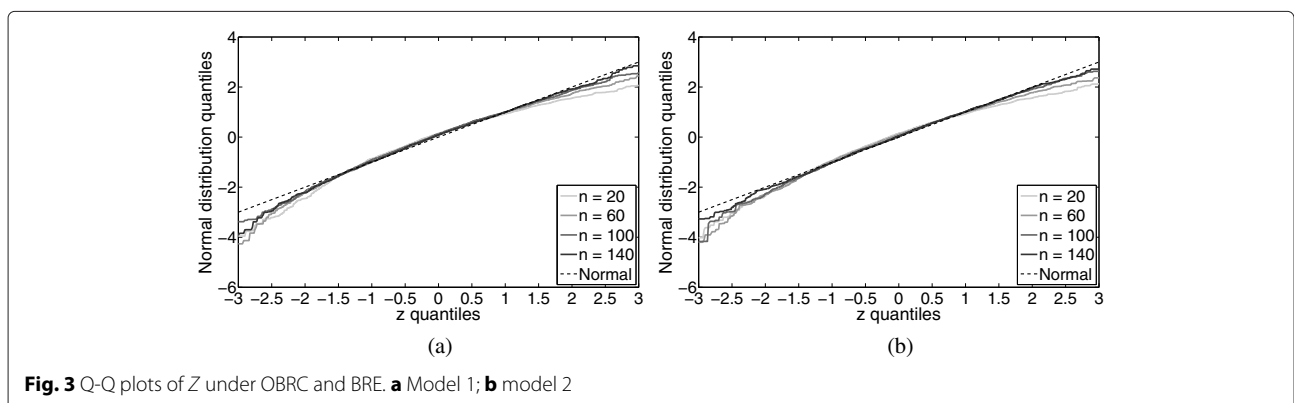 4
2
0
−2
−4
−6
Normal distribution quantiles
n = 20
n = 60
n = 100
n = 140
Normal
−3 −2.5 −2 −1.5 −1 −0.5 0 0.5 1 1.5 2 2.5 3
z quantiles
(a)
4
2
0
−2
−4
−6
Normal distribution quantiles
n = 20
n = 60
n = 100
n = 140
Normal
−3 −2.5 −2 −1.5 −1 −0.5 0 0.5 1 1.5 2 2.5 3
z quantiles
(b)
Fig. 3 Q-Q plots of Z under OBRC and BRE. a Model 1; b model 2